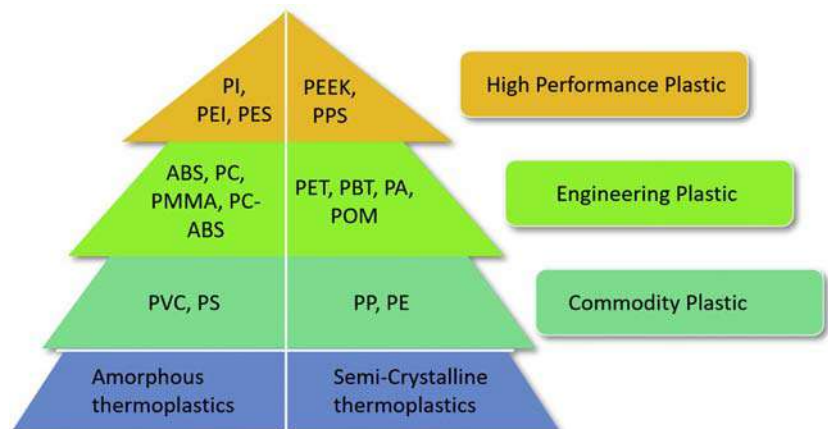 PI,
PEI, PES
PEEK,
PPS
High Performance Plastic
ABS, PC,
PMMA, PC-
ABS
PET, PBT, PA,
POM
Engineering Plastic
PVC, PS
PP, PE
Commodity Plastic
Amorphous
thermoplastics
Semi-Crystalline
thermoplastics